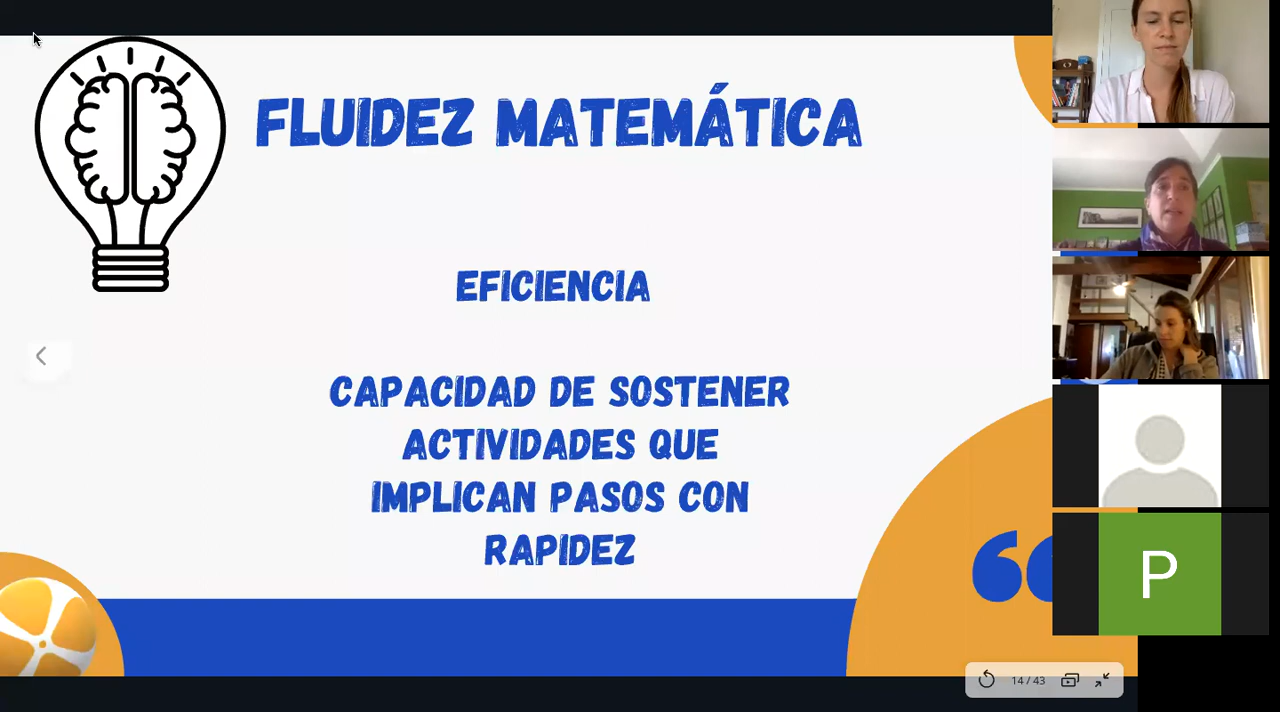 FLUIDEZ MATEMÁTICA
EFICIENCIA
CAPACIDAD DE SOSTENER
ACTIVIDADES QUE
IMPLICAN PASOS CON
RAPIDEZ
P
14 / 43